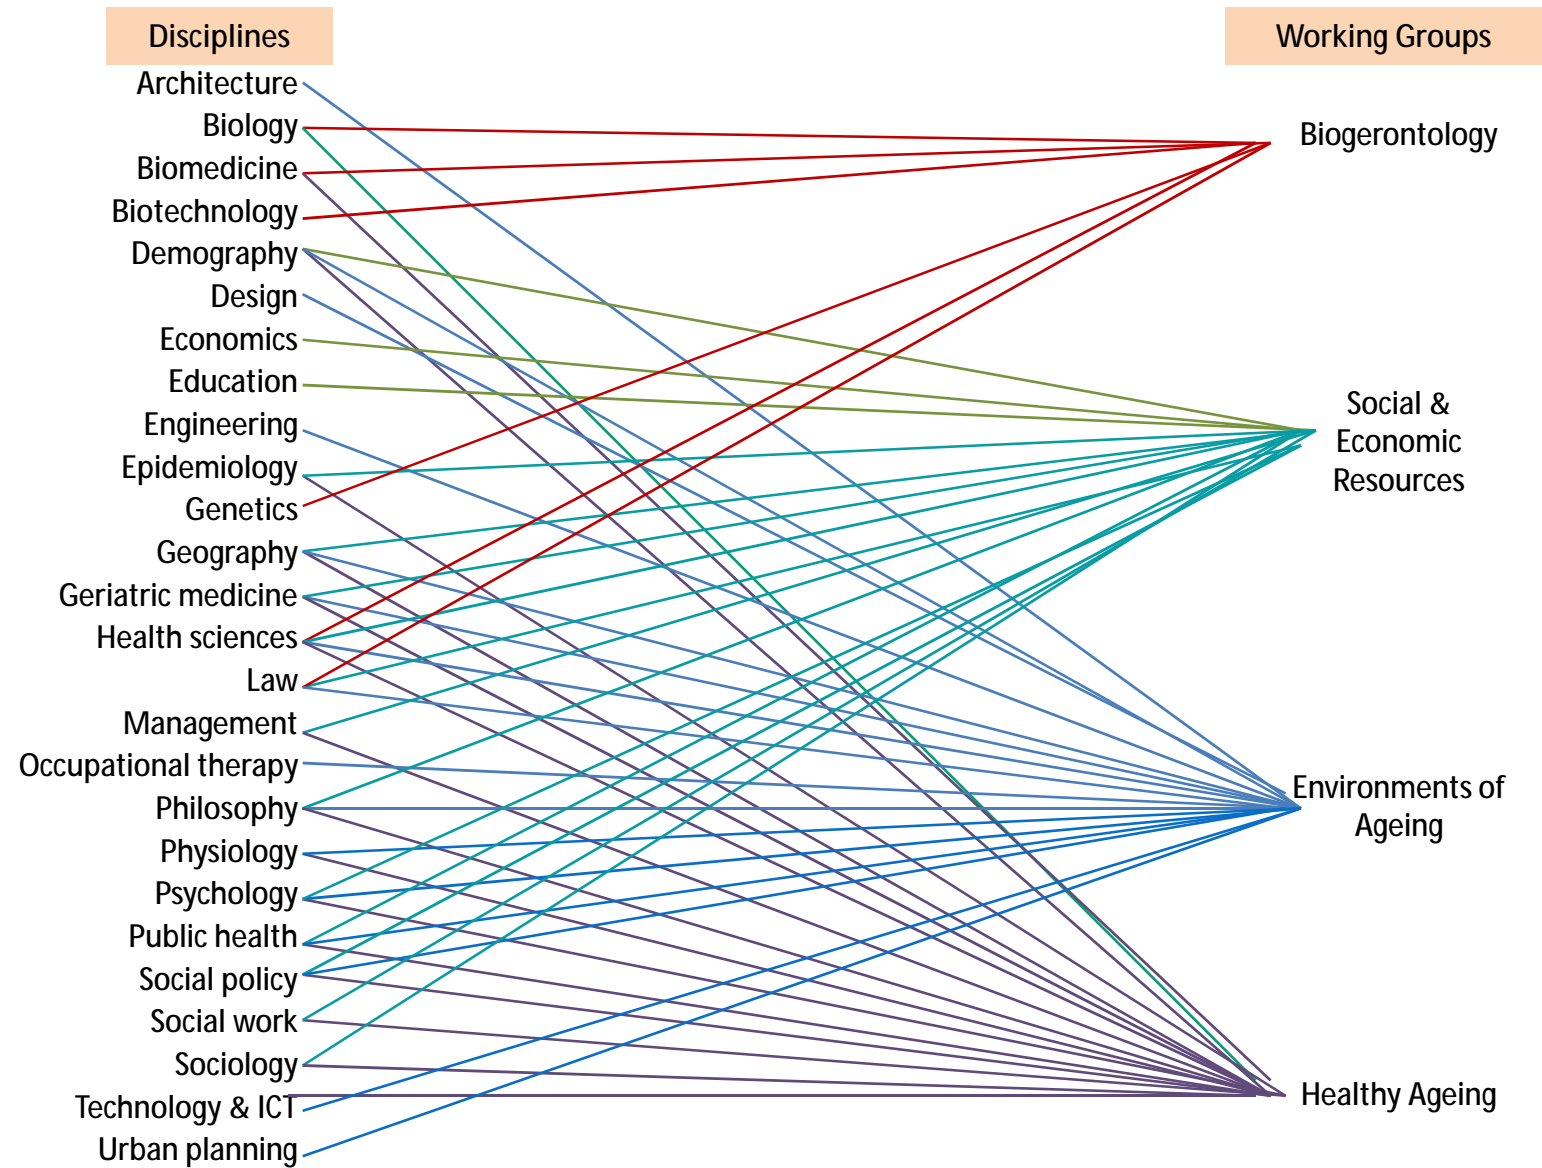 Disciplines
Working Groups
Architecture
Biology
Biomedicine
Biotechnology
Demography
Design
Economics
Education
Engineering
Epidemiology
Genetics
Geography
Geriatric medicine
Health sciences
Law
Management
Occupational therapy
Philosophy
Physiology
Psychology
Public health
Social policy
Social work
Sociology
Technology & ICT
Urban planning
Biogerontology
Social &
Economic
Resources
Environments of
Ageing
Healthy Ageing